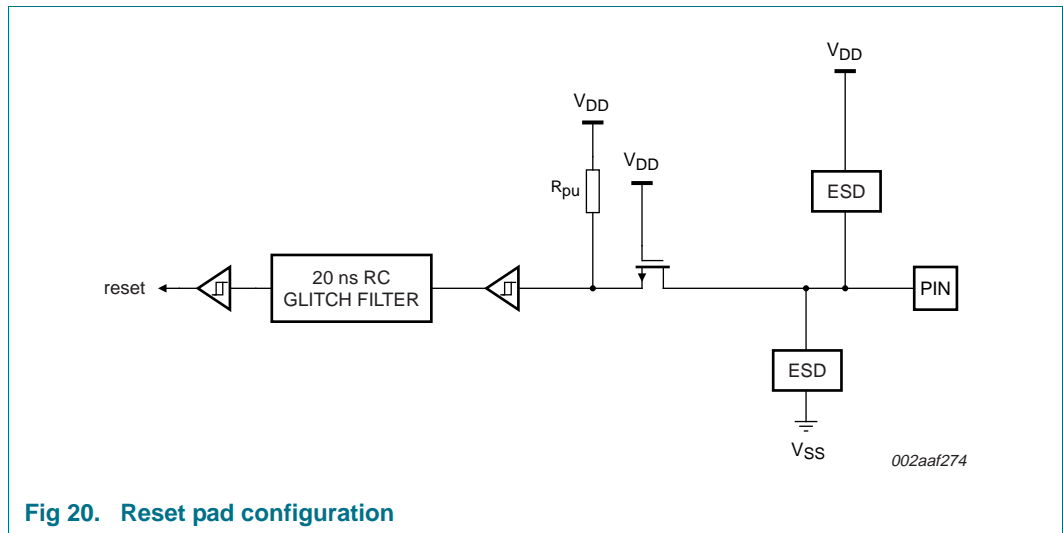 VDD
VDD
VDD
Rpu
ESD
reset
20 ns RC
GLITCH FILTER
PIN
ESD
VSS
002aaf274
Fig 20. Reset pad configuration